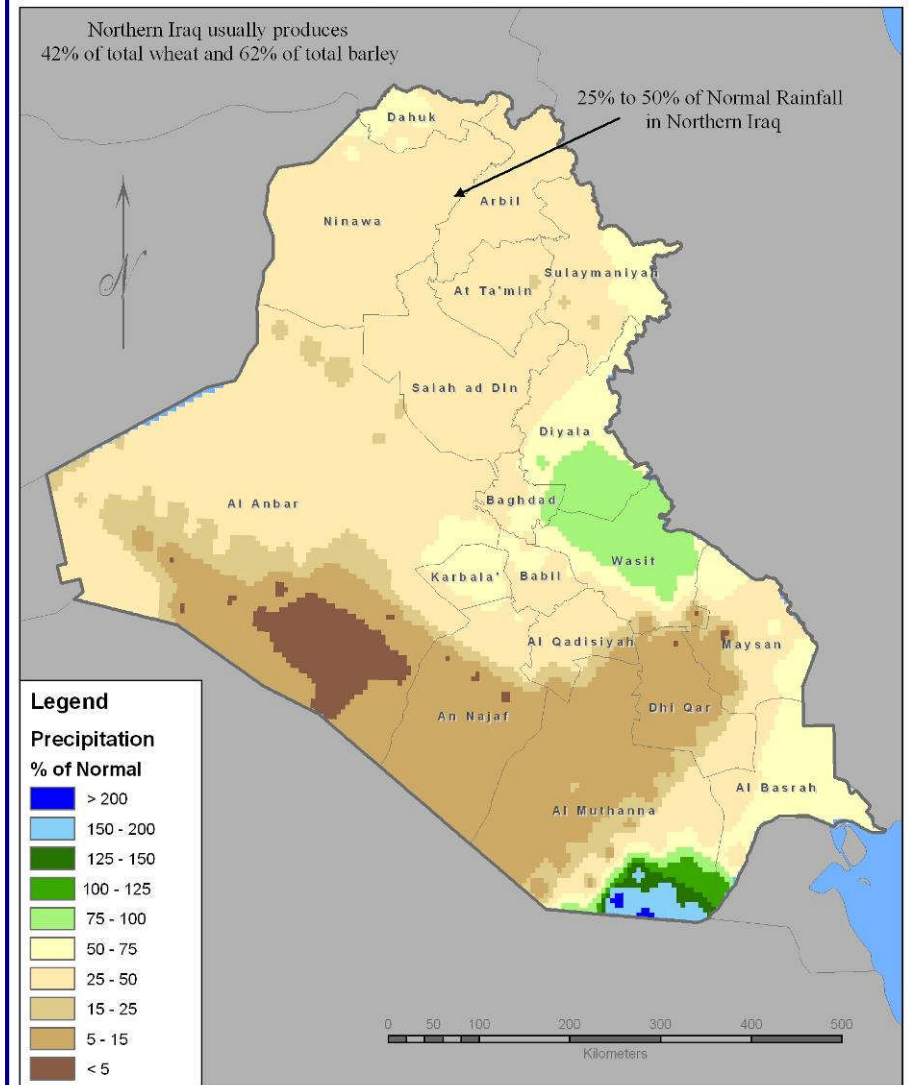 Northern Iraq usually produces
42% of total wheat and 62% of total barley
25% to 50% of Normal Rainfall
in Northern Iraq
Dahuk
Ninawa
Arbil
Sulaymaniyah
At Ta'min
Salah ad Din
Diyala
Al Anbar
Baghdad
Wasit
Karbala'
Babil
Al Qadisiyah
Maysan
An Najaf
Dhi Qar
Al Basrah
Al Muthanna
N
Legend
Precipitation
% of Normal
> 200
150 - 200
125 - 150
100 - 125
75 - 100
50 - 75
25 - 50
15 - 25
5 - 15
< 5
0 50 100 200 300 400 500
Kilometers